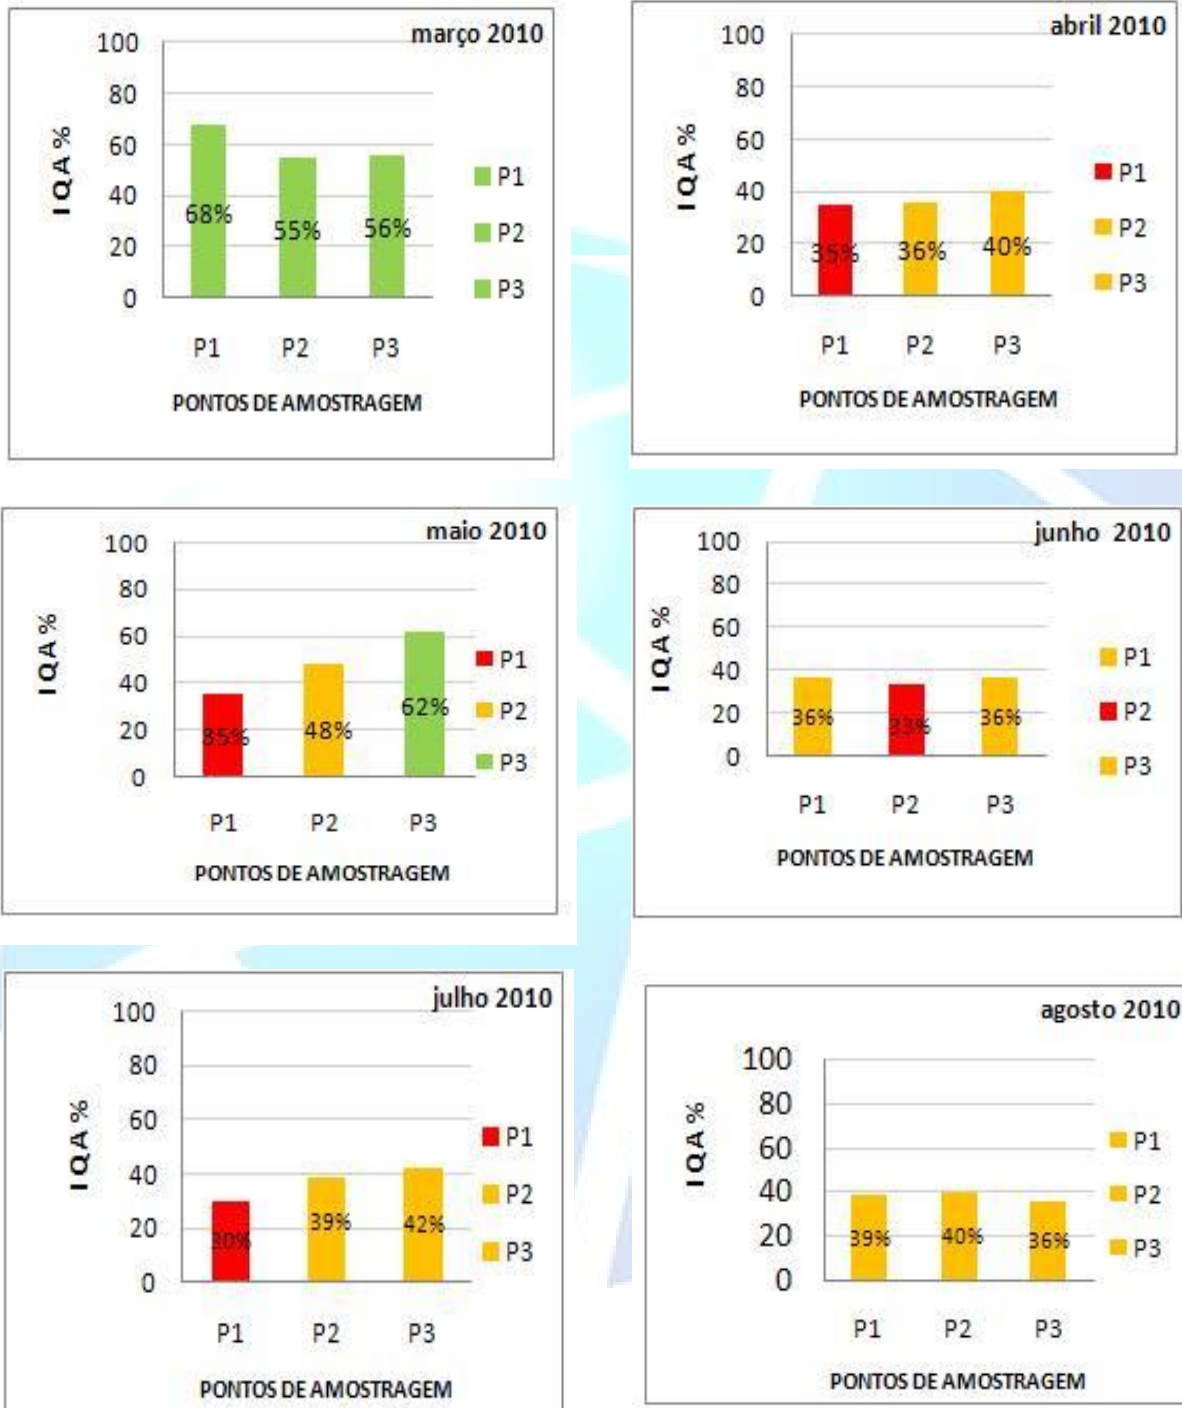 março 2010
100
80
60
40
20
0
IQA %
68%
55%
56%
P1
P2
P3
P1
P2
P3
PONTOS DE AMOSTRAGEM
abril 2010
100
80
60
40
20
0
IQA %
35%
36%
40%
P1
P2
P3
P1
P2
P3
PONTOS DE AMOSTRAGEM
maio 2010
100
80
60
40
20
0
IQA %
35%
48%
62%
P1
P2
P3
P1
P2
P3
PONTOS DE AMOSTRAGEM
junho 2010
100
80
60
40
20
0
IQA %
36%
33%
36%
P1
P2
P3
P1
P2
P3
PONTOS DE AMOSTRAGEM
julho 2010
100
80
60
40
20
0
IQA %
30%
39%
42%
P1
P2
P3
P1
P2
P3
PONTOS DE AMOSTRAGEM
agosto 2010
100
80
60
40
20
0
IQA %
39%
40%
36%
P1
P2
P3
P1
P2
P3
PONTOS DE AMOSTRAGEM